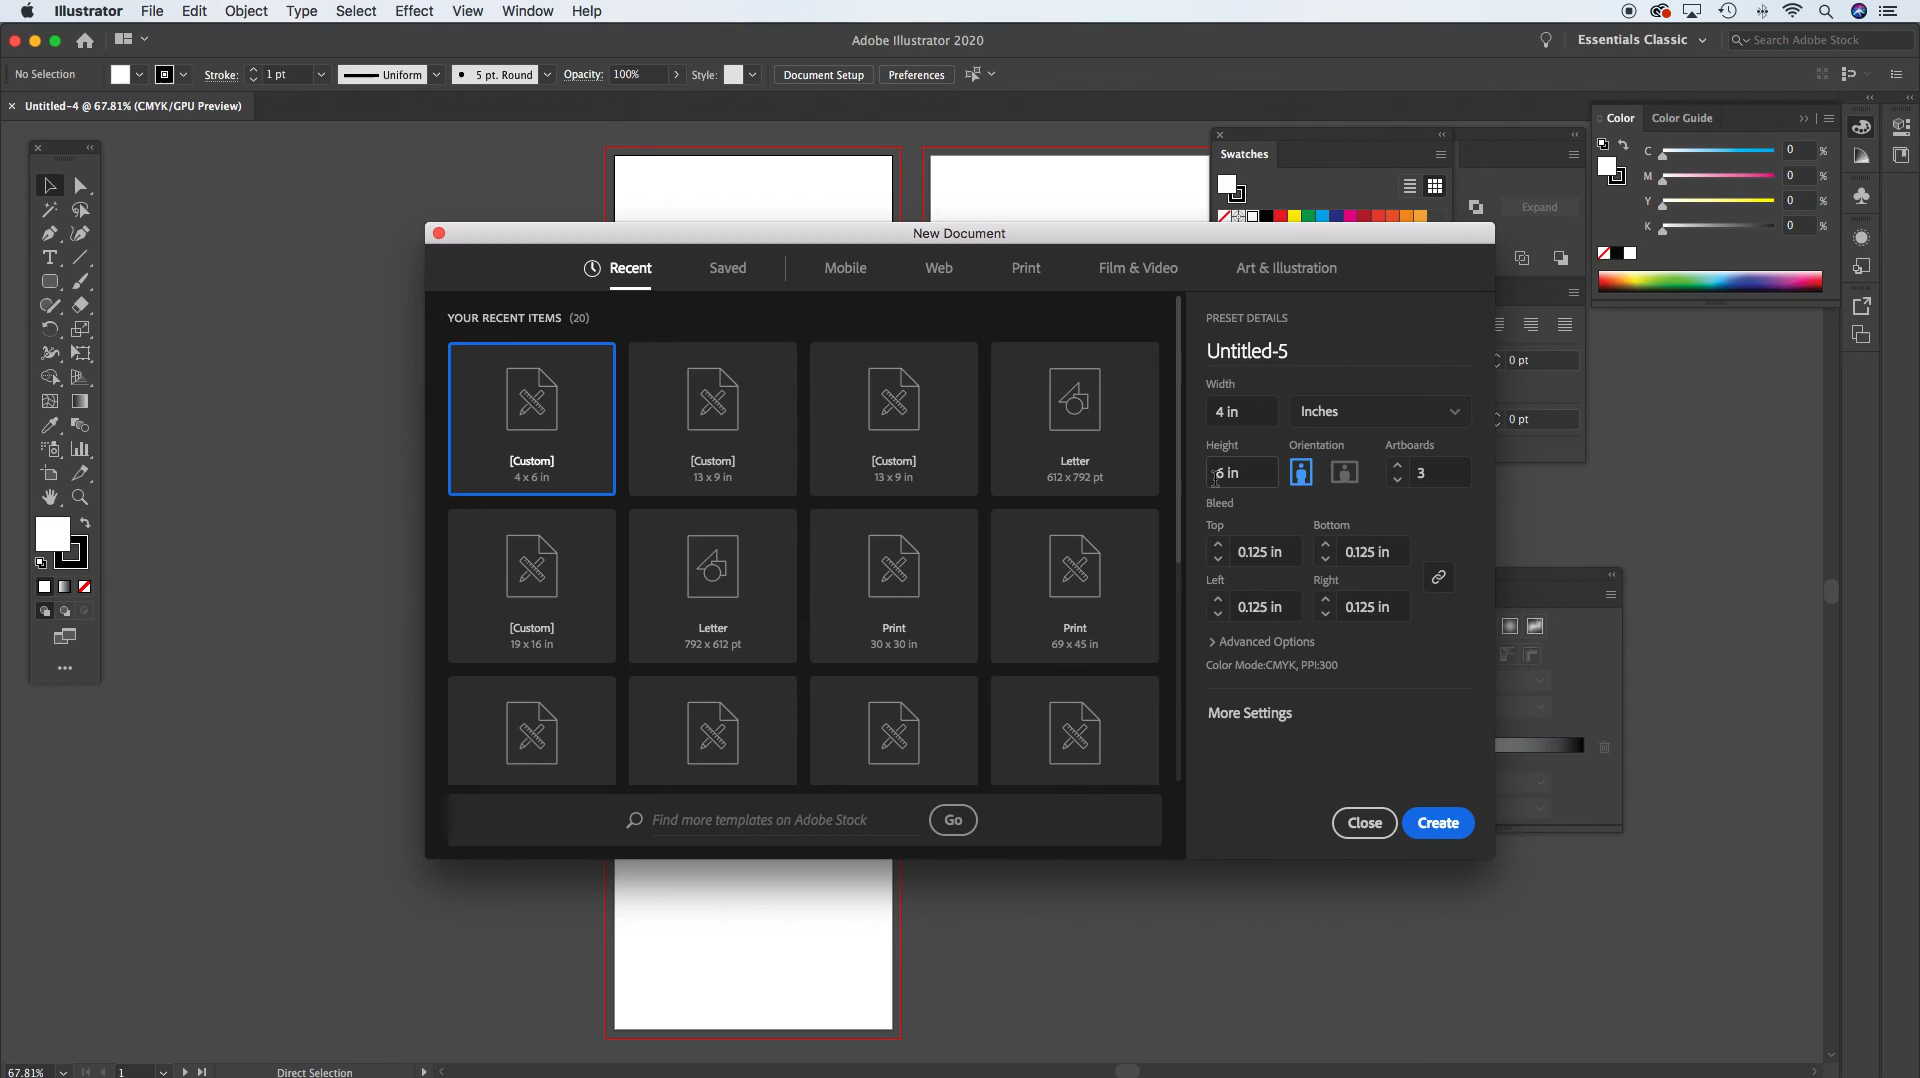 Illustrator File Edit Object Type Select Effect View Window Help
Adobe Illustrator 2020
Essentials Classic
Search Adobe Stock
No Selection Stroke: 1 pt Uniform 5 pt. Round Opacity: 100% Style: Document Setup Preferences
Untitled-4 @ 67.81% (CMYK/GPU Preview)
Color Color Guide
C 0 %
M 0 %
Y 0 %
K 0 %
Swatches
Expand
New Document
Recent Saved Mobile Web Print Film & Video Art & Illustration
YOUR RECENT ITEMS (20)
[Custom]
4 x 6 in
[Custom]
13 x 9 in
[Custom]
13 x 9 in
Letter
612 x 792 pt
[Custom]
19 x 16 in
Letter
792 x 612 pt
Print
30 x 30 in
Print
69 x 45 in
Find more templates on Adobe Stock
Go
PRESET DETAILS
Untitled-5
Width
4 in Inches
Height Orientation Artboards
6 in 3
Bleed
Top Bottom
0.125 in 0.125 in
Left Right
0.125 in 0.125 in
Advanced Options
Color Mode:CMYK, PPI:300
More Settings
Close Create
0 pt
0 pt
67.81% 1 Direct Selection